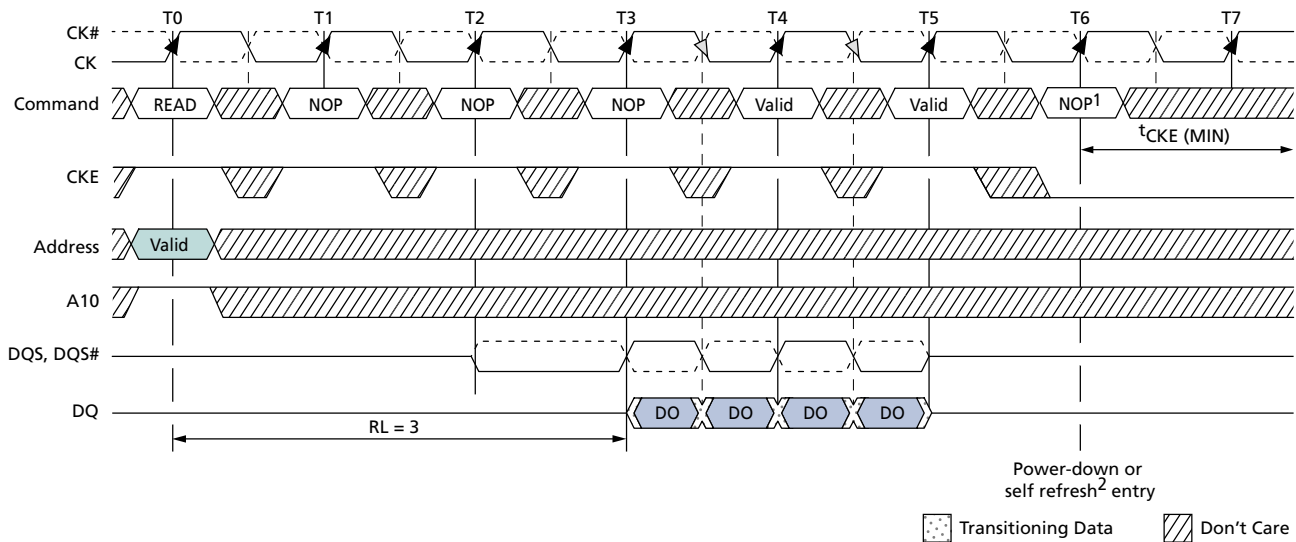 T0 T1 T2 T3 T4 T5 T6 T7
CK#
CK
Command READ NOP NOP NOP Valid Valid NOP1
tCKE (MIN)
CKE
Address Valid
A10
DQS, DQS#
DQ DO DO DO DO
RL = 3
Power-down or
self refresh2 entry
Transitioning Data Don't Care